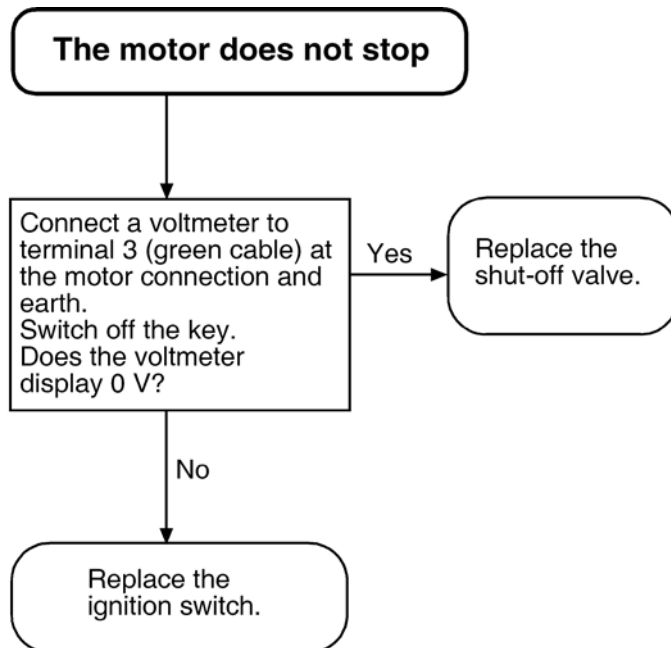 The motor does not stop
Connect a voltmeter to
terminal 3 (green cable) at
the motor connection and
earth.
Switch off the key.
Does the voltmeter
display 0 V?
Yes
Replace the
shut-off valve.
No
Replace the
ignition switch.